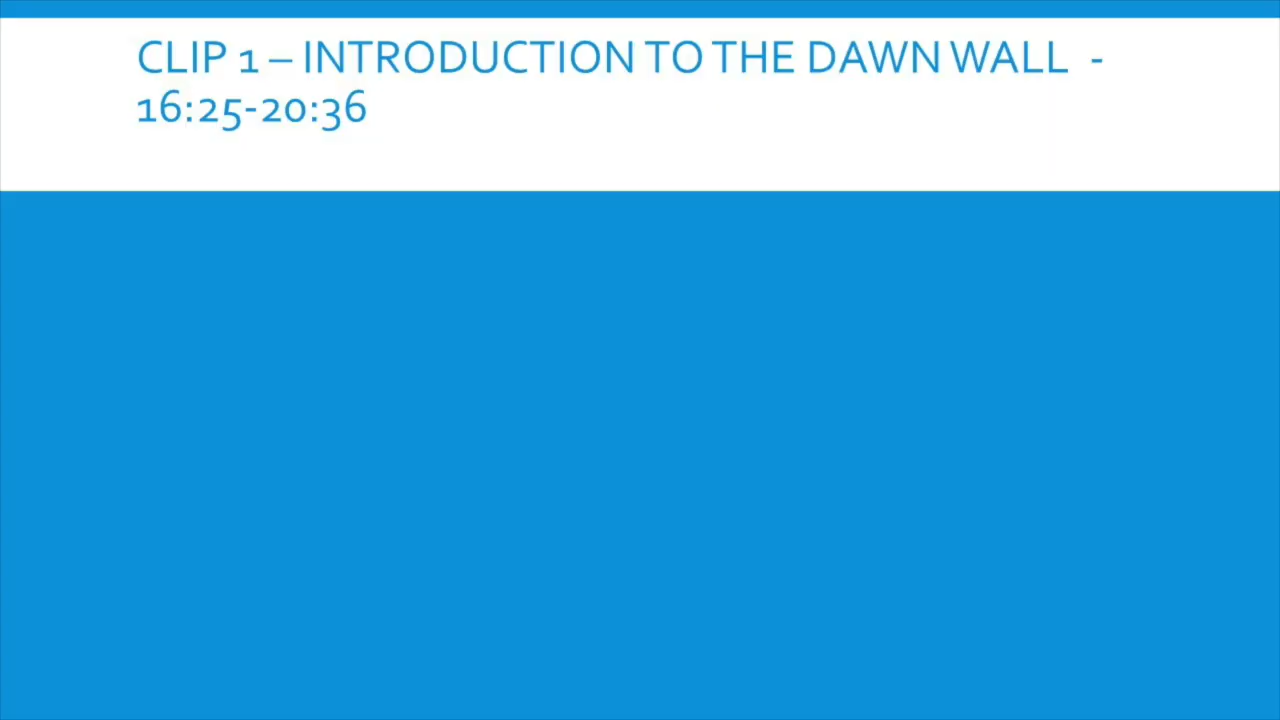 CLIP 1 – INTRODUCTION TO THE DAWN WALL -
16:25-20:36